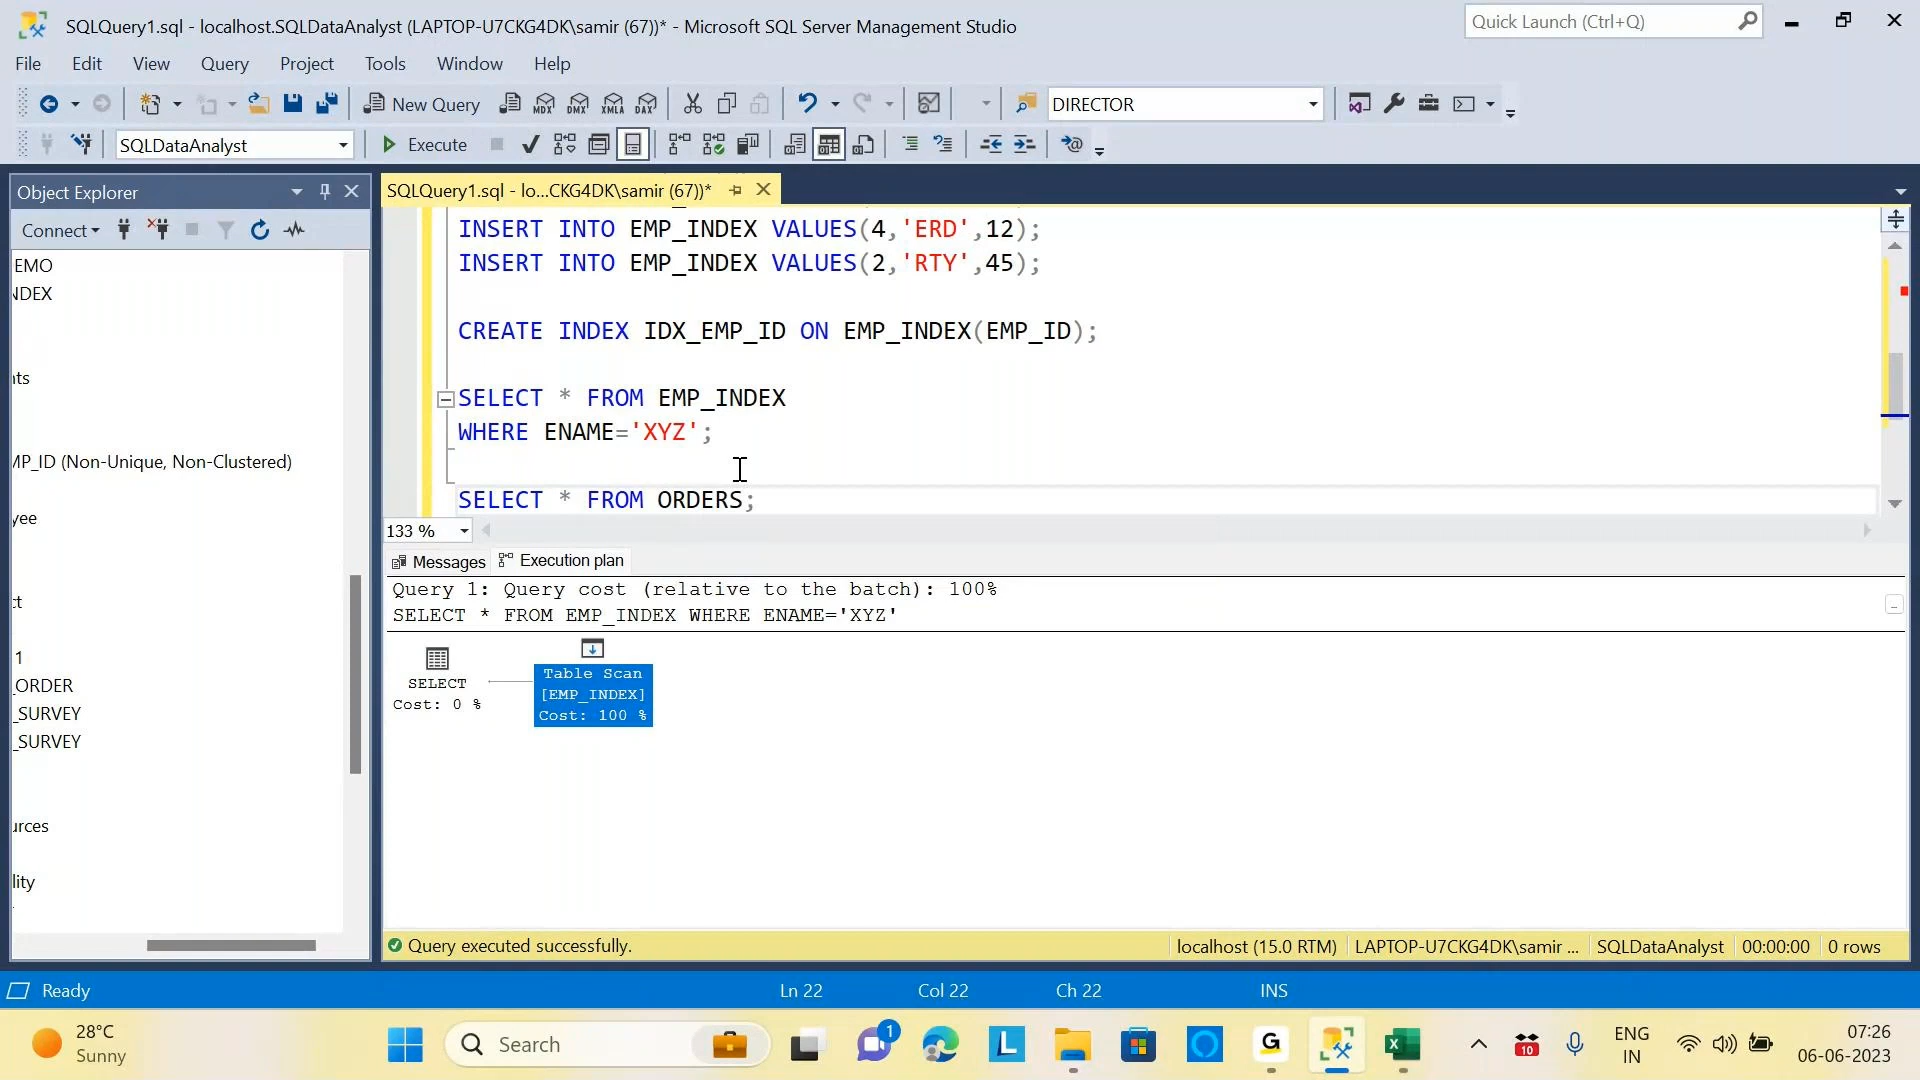 SQLQuery1.sql - localhost.SQLDataAnalyst (LAPTOP-U7CKG4DK\samir (67))* - Microsoft SQL Server Management Studio
Quick Launch (Ctrl+Q)
File Edit View Query Project Tools Window Help
New Query
MDX DMX XMLA DAX
DIRECTOR
SQLDataAnalyst
Execute
Object Explorer
SQLQuery1.sql - lo...CKG4DK\samir (67))*
Connect
EMO
NDEX
nts
MP_ID (Non-Unique, Non-Clustered)
yee
ct
1
_ORDER
_SURVEY
_SURVEY
urces
lity
INSERT INTO EMP_INDEX VALUES(4,'ERD',12);
INSERT INTO EMP_INDEX VALUES(2,'RTY',45);
CREATE INDEX IDX_EMP_ID ON EMP_INDEX(EMP_ID);
SELECT * FROM EMP_INDEX
WHERE ENAME='XYZ';
SELECT * FROM ORDERS;
133 %
Messages Execution plan
Query 1: Query cost (relative to the batch): 100%
SELECT * FROM EMP_INDEX WHERE ENAME='XYZ'
SELECT
Cost: 0 %
Table Scan
[EMP_INDEX]
Cost: 100 %
Query executed successfully.
localhost (15.0 RTM) LAPTOP-U7CKG4DK\samir ... SQLDataAnalyst 00:00:00 0 rows
Ready Ln 22 Col 22 Ch 22 INS
28°C
Sunny
Search
1
L
G
10
ENG
IN
07:26
06-06-2023